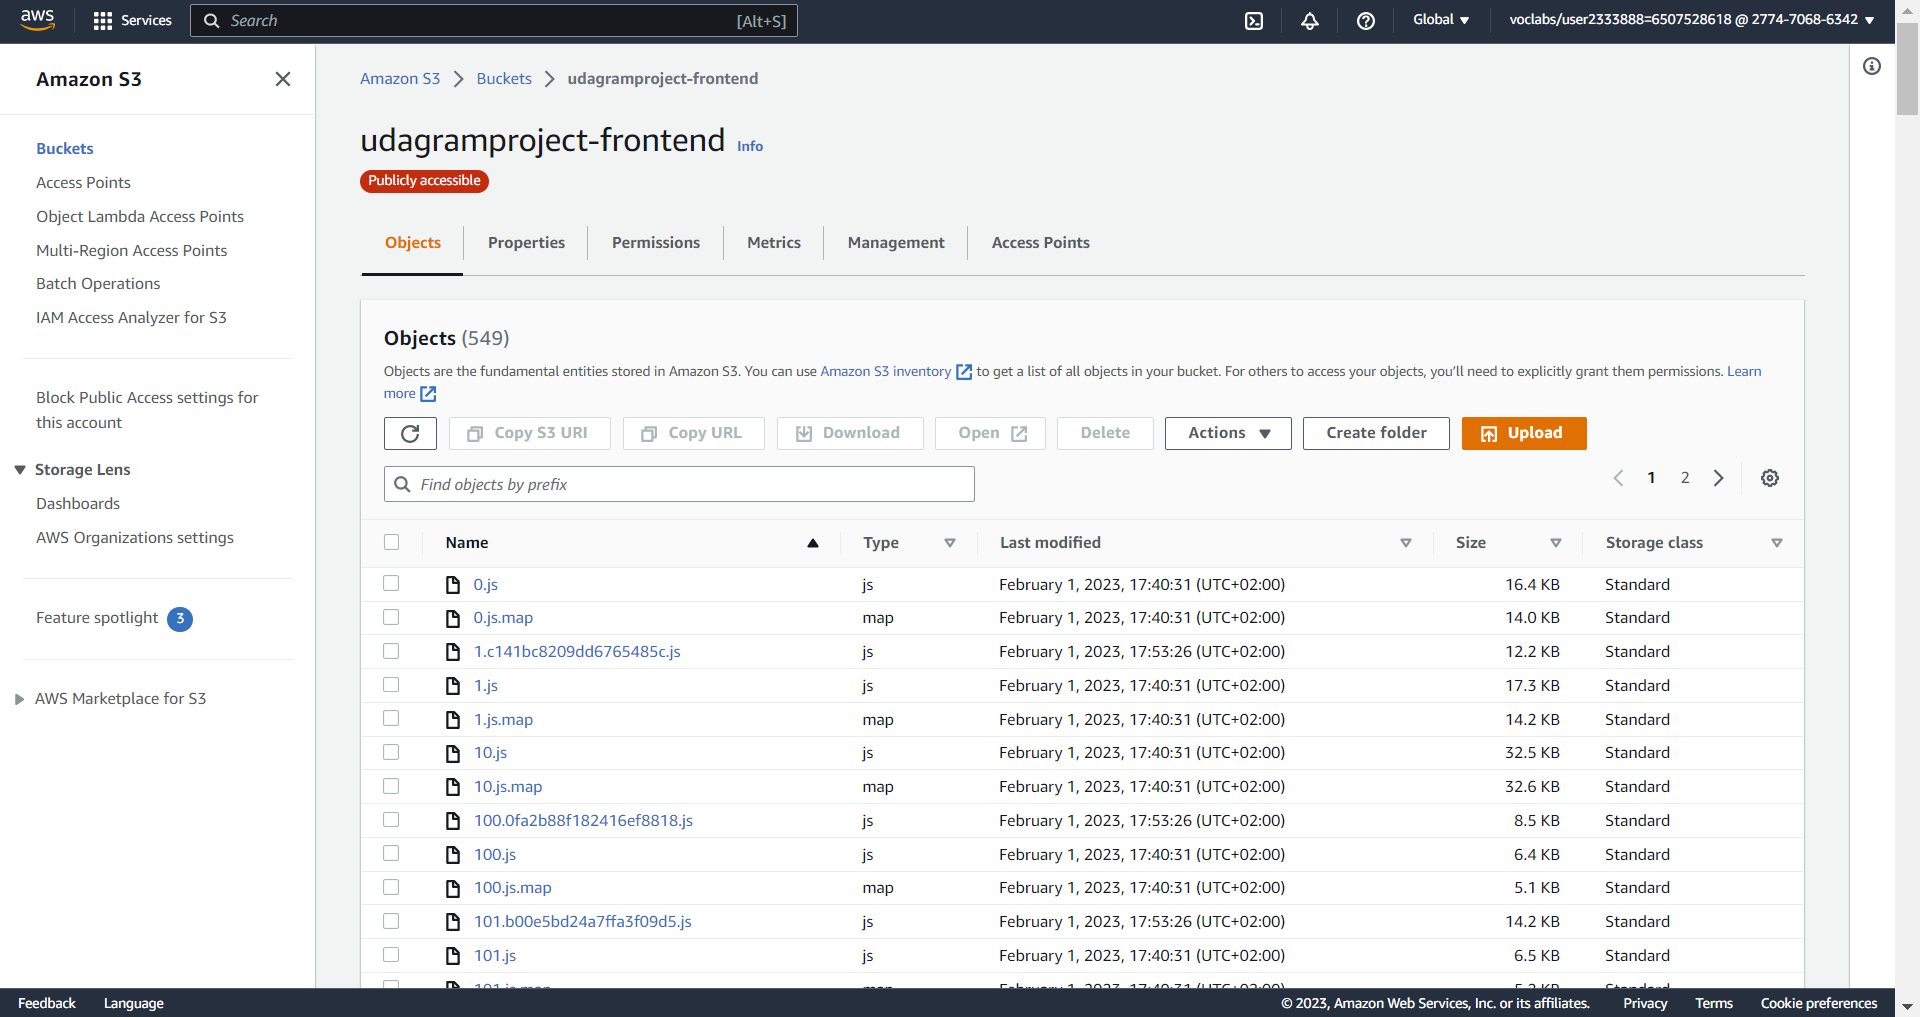 aws
Services
Search
[Alt+S]
Global
voclabs/user2333888=6507528618 @ 2774-7068-6342
Amazon S3
Buckets
Access Points
Object Lambda Access Points
Multi-Region Access Points
Batch Operations
IAM Access Analyzer for S3
Block Public Access settings for
this account
Storage Lens
Dashboards
AWS Organizations settings
Feature spotlight 3
AWS Marketplace for S3
Amazon S3 > Buckets > udagramproject-frontend
udagramproject-frontend Info
Publicly accessible
Objects Properties Permissions Metrics Management Access Points
Objects (549)
Objects are the fundamental entities stored in Amazon S3. You can use Amazon S3 inventory to get a list of all objects in your bucket. For others to access your objects, you'll need to explicitly grant them permissions. Learn
more
Copy S3 URI Copy URL Download Open Delete Actions Create folder Upload
Find objects by prefix
1 2
Name Type Last modified Size Storage class
0.js js February 1, 2023, 17:40:31 (UTC+02:00) 16.4 KB Standard
0.js.map map February 1, 2023, 17:40:31 (UTC+02:00) 14.0 KB Standard
1.c141bc8209dd6765485c.js js February 1, 2023, 17:53:26 (UTC+02:00) 12.2 KB Standard
1.js js February 1, 2023, 17:40:31 (UTC+02:00) 17.3 KB Standard
1.js.map map February 1, 2023, 17:40:31 (UTC+02:00) 14.2 KB Standard
10.js js February 1, 2023, 17:40:31 (UTC+02:00) 32.5 KB Standard
10.js.map map February 1, 2023, 17:40:31 (UTC+02:00) 32.6 KB Standard
100.0fa2b88f182416ef8818.js js February 1, 2023, 17:53:26 (UTC+02:00) 8.5 KB Standard
100.js js February 1, 2023, 17:40:31 (UTC+02:00) 6.4 KB Standard
100.js.map map February 1, 2023, 17:40:31 (UTC+02:00) 5.1 KB Standard
101.b00e5bd24a7ffa3f09d5.js js February 1, 2023, 17:53:26 (UTC+02:00) 14.2 KB Standard
101.js js February 1, 2023, 17:40:31 (UTC+02:00) 6.5 KB Standard
Feedback Language © 2023, Amazon Web Services, Inc. or its affiliates. Privacy Terms Cookie preferences